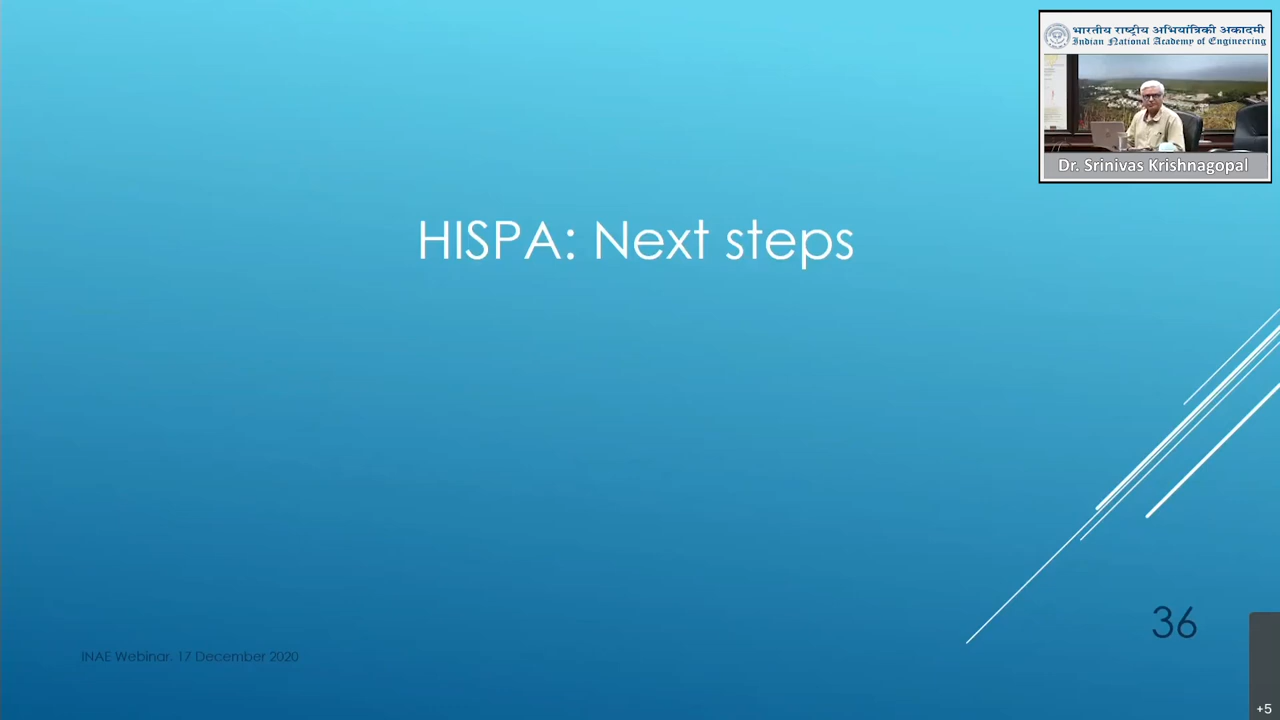 भारतीय राष्ट्रीय अभियांत्रिकी अकादमी
Indian National Academy of Engineering
Dr. Srinivas Krishnagopal
HISPA: Next steps
36
INAE Webinar. 17 December 2020
+5